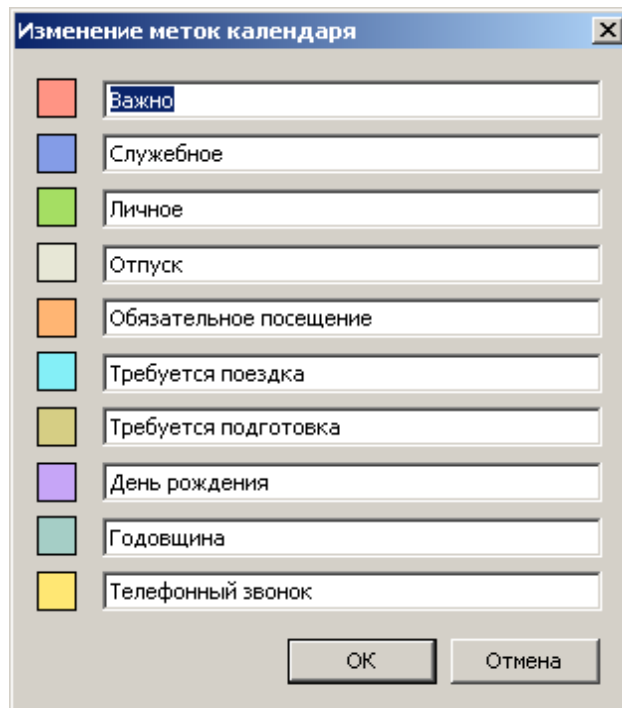 Изменение меток календаря
Важно
Служебное
Личное
Отпуск
Обязательное посещение
Требуется поездка
Требуется подготовка
День рождения
Годовщина
Телефонный звонок
ОК
Отмена